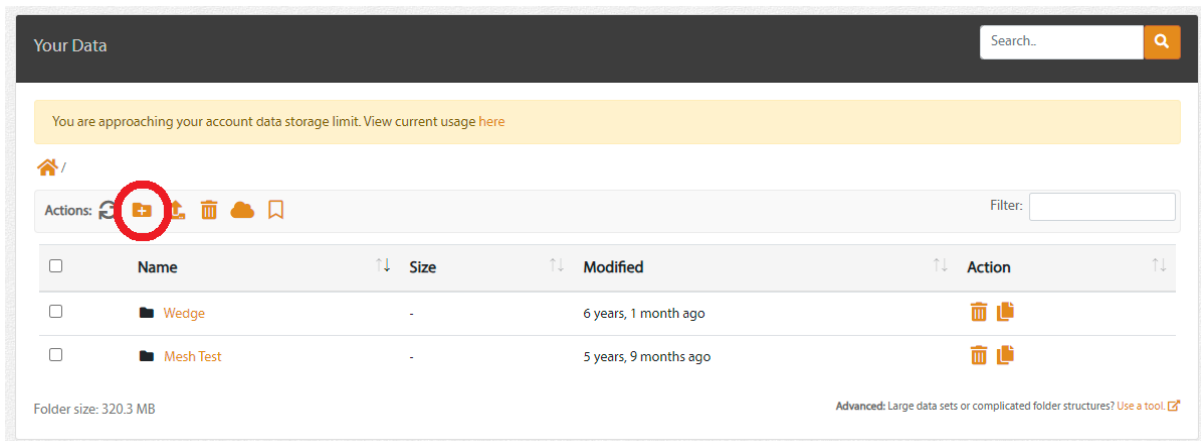 Your Data
Search..
You are approaching your account data storage limit. View current usage here
/
Actions:
Filter:
Name Size Modified Action
Wedge - 6 years, 1 month ago
Mesh Test - 5 years, 9 months ago
Folder size: 320.3 MB
Advanced: Large data sets or complicated folder structures? Use a tool.